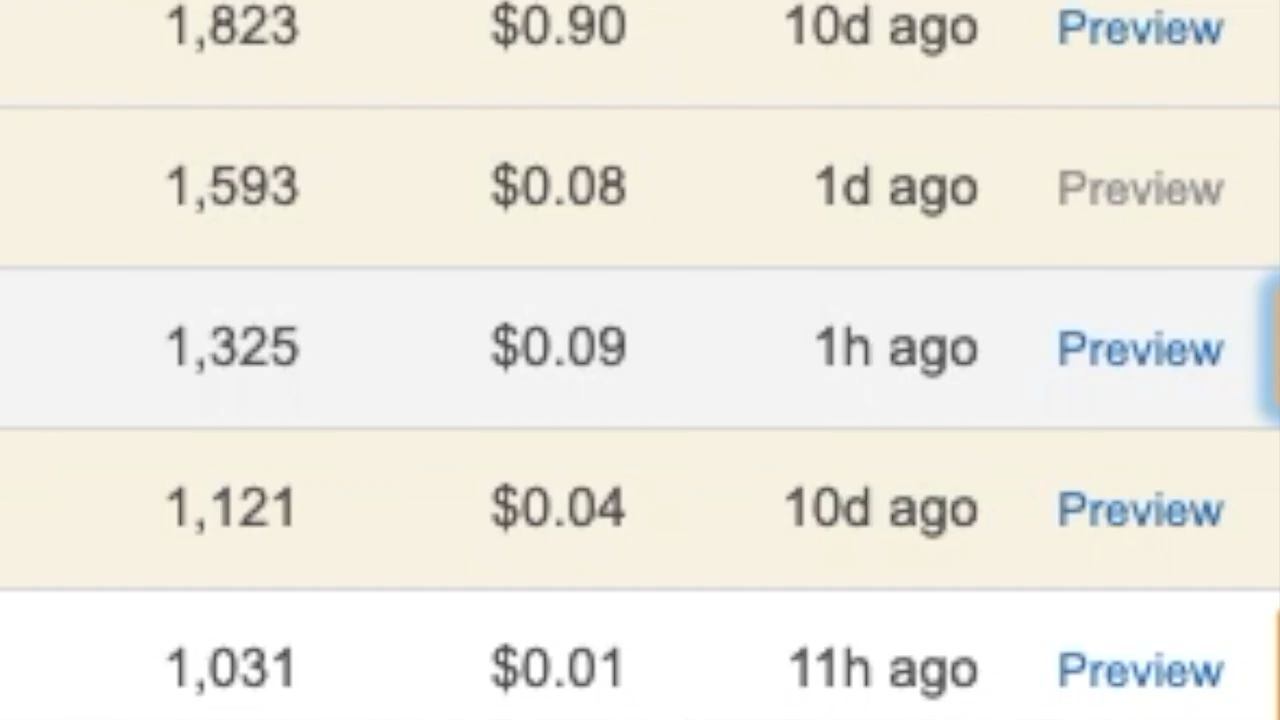 1,823 $0.90 10d ago Preview
1,593 $0.08 1d ago Preview
1,325 $0.09 1h ago Preview
1,121 $0.04 10d ago Preview
1,031 $0.01 11h ago Preview